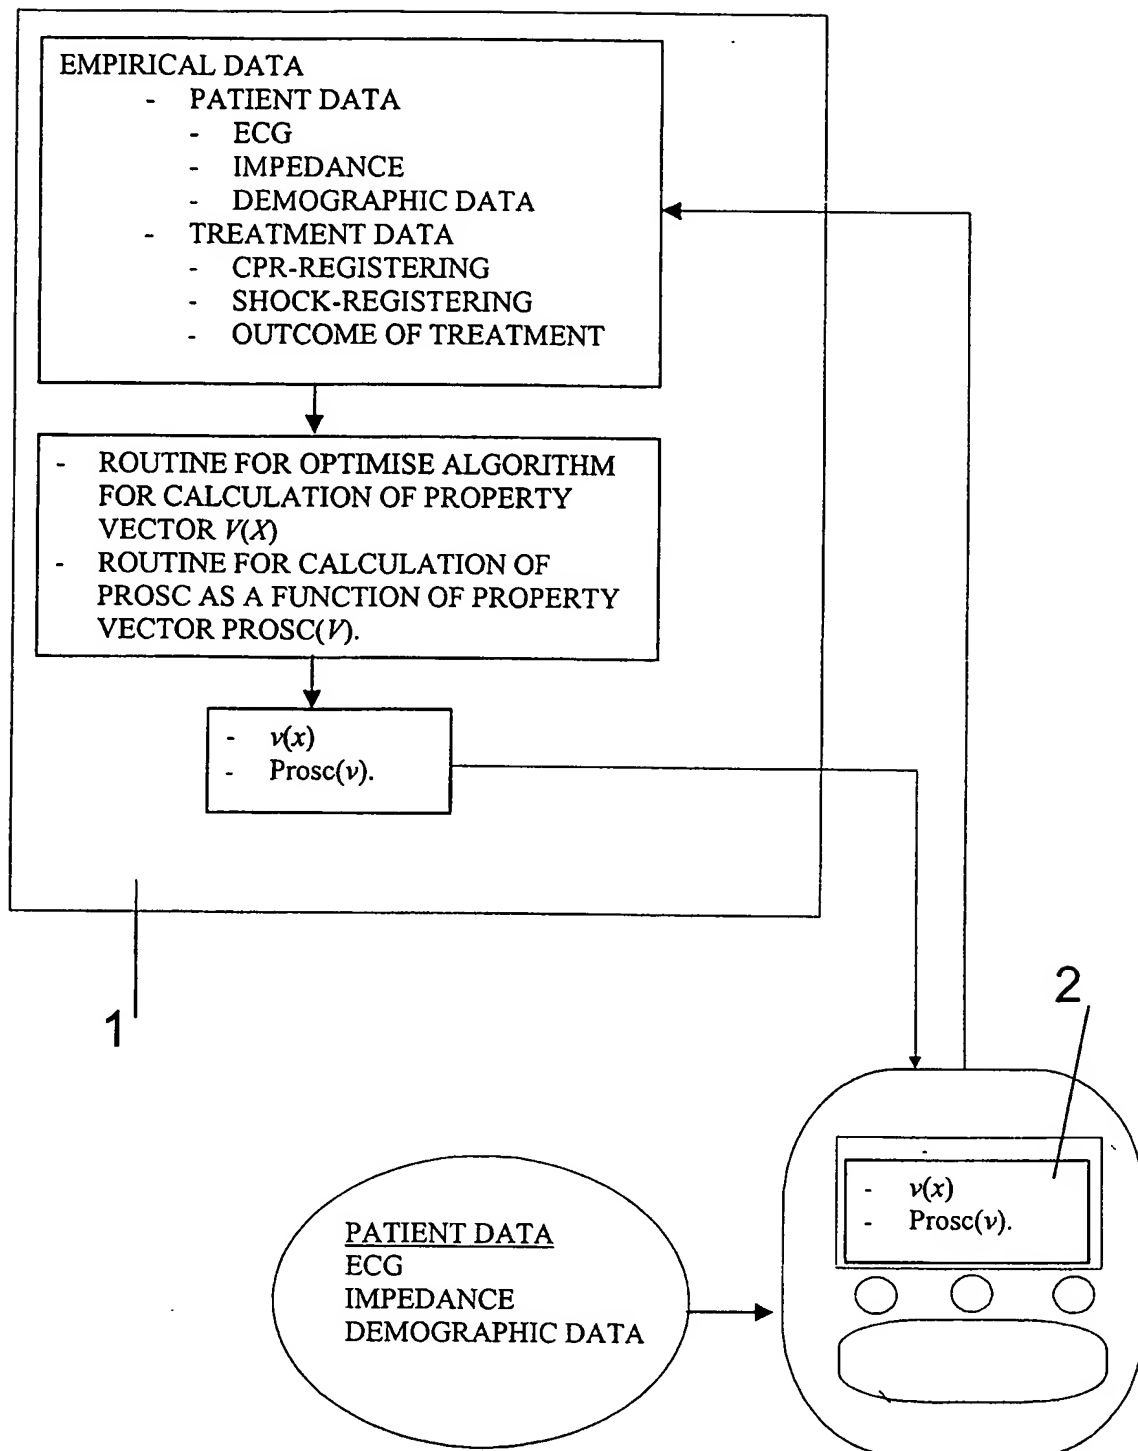 EMPIRICAL DATA
- PATIENT DATA
- ECG
- IMPEDANCE
- DEMOGRAPHIC DATA
- TREATMENT DATA
- CPR-REGISTERING
- SHOCK-REGISTERING
- OUTCOME OF TREATMENT
- ROUTINE FOR OPTIMISE ALGORITHM
FOR CALCULATION OF PROPERTY
VECTOR V(X)
- ROUTINE FOR CALCULATION OF
PROSC AS A FUNCTION OF PROPERTY
VECTOR PROSC(V).
- v(x)
- Prosc(v).
1
2
- v(x)
- Prosc(v).
PATIENT DATA
ECG
IMPEDANCE
DEMOGRAPHIC DATA